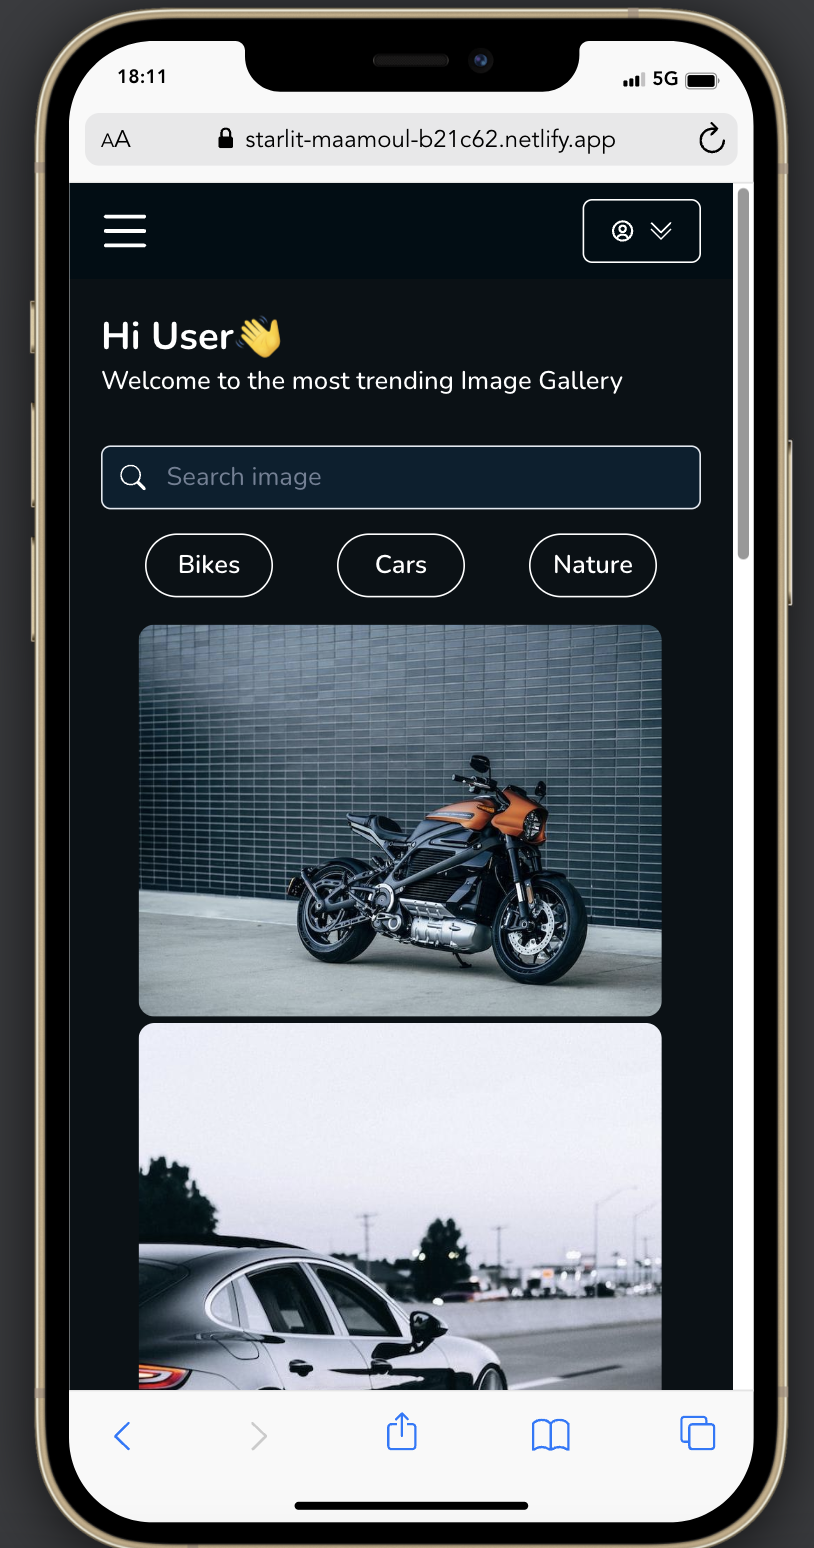 18:11
5G
AA
starlit-maamoul-b21c62.netlify.app
Hi User👋
Welcome to the most trending Image Gallery
Search image
Bikes
Cars
Nature